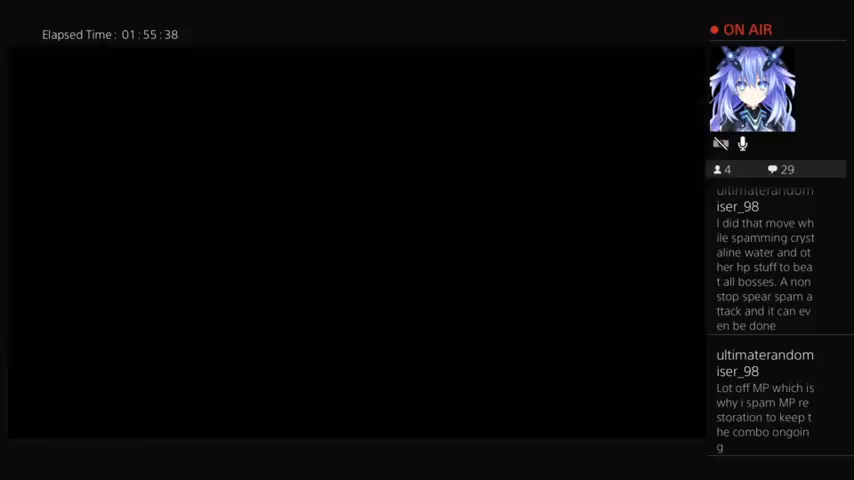 Elapsed Time: 01:55:38
ON AIR
4 29
ultimaterandom
iser_98
I did that move wh
ile spamming cryst
aline water and ot
her hp stuff to bea
t all bosses. A non
stop spear spam a
ttack and it can ev
en be done
ultimaterandom
iser_98
Lot off MP which is
why i spam MP re
storation to keep t
he combo ongoin
g